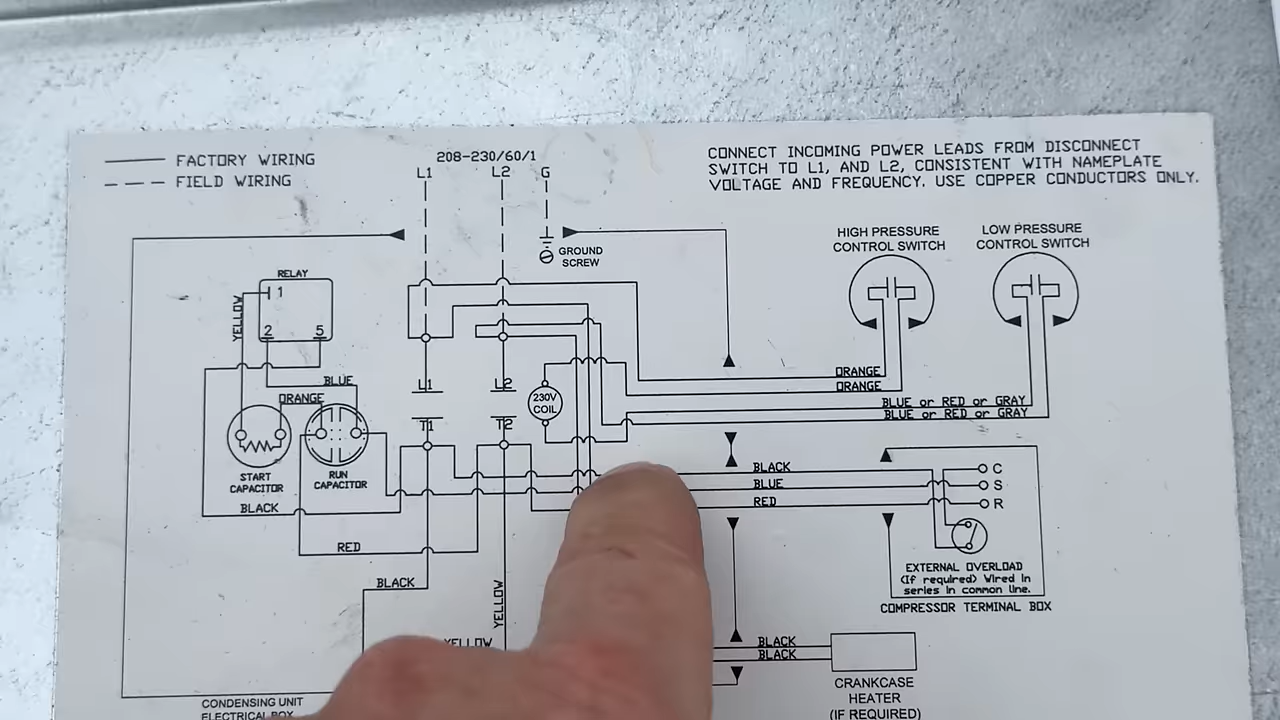 FACTORY WIRING
FIELD WIRING
208-230/60/1
L1
L2
G
CONNECT INCOMING POWER LEADS FROM DISCONNECT
SWITCH TO L1, AND L2, CONSISTENT WITH NAMEPLATE
VOLTAGE AND FREQUENCY. USE COPPER CONDUCTORS ONLY.
GROUND
SCREW
HIGH PRESSURE
CONTROL SWITCH
LOW PRESSURE
CONTROL SWITCH
RELAY
1
2
5
YELLOW
BLUE
ORANGE
START
CAPACITOR
RUN
CAPACITOR
L1
L2
T1
T2
230V
COIL
ORANGE
ORANGE
BLUE or RED or GRAY
BLUE or RED or GRAY
BLACK
BLUE
RED
C
S
R
BLACK
RED
BLACK
YELLOW
YELLOW
EXTERNAL OVERLOAD
(If required) Wired in
series in common line.
COMPRESSOR TERMINAL BOX
BLACK
BLACK
CRANKCASE
HEATER
(IF REQUIRED)
CONDENSING UNIT
ELECTRICAL BOX